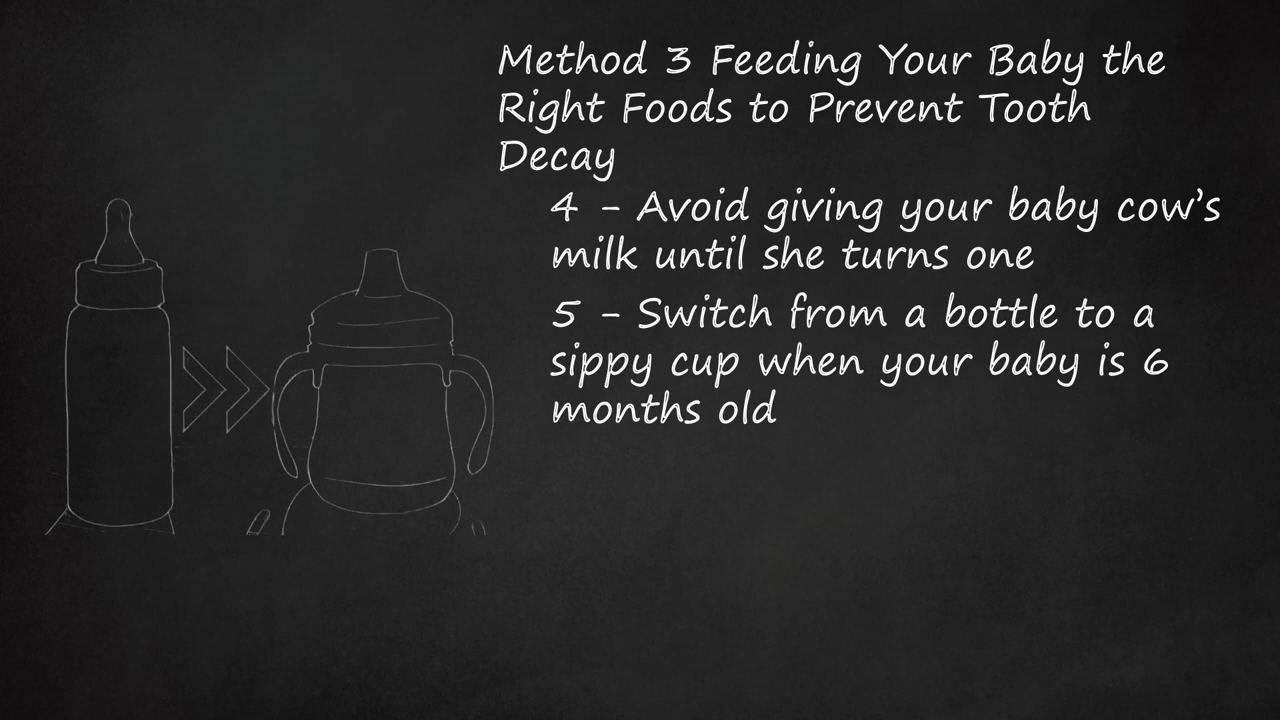 Method 3 Feeding Your Baby the
Right Foods to Prevent Tooth
Decay
4 - Avoid giving your baby cow's
milk until she turns one
5 - Switch from a bottle to a
sippy cup when your baby is 6
months old